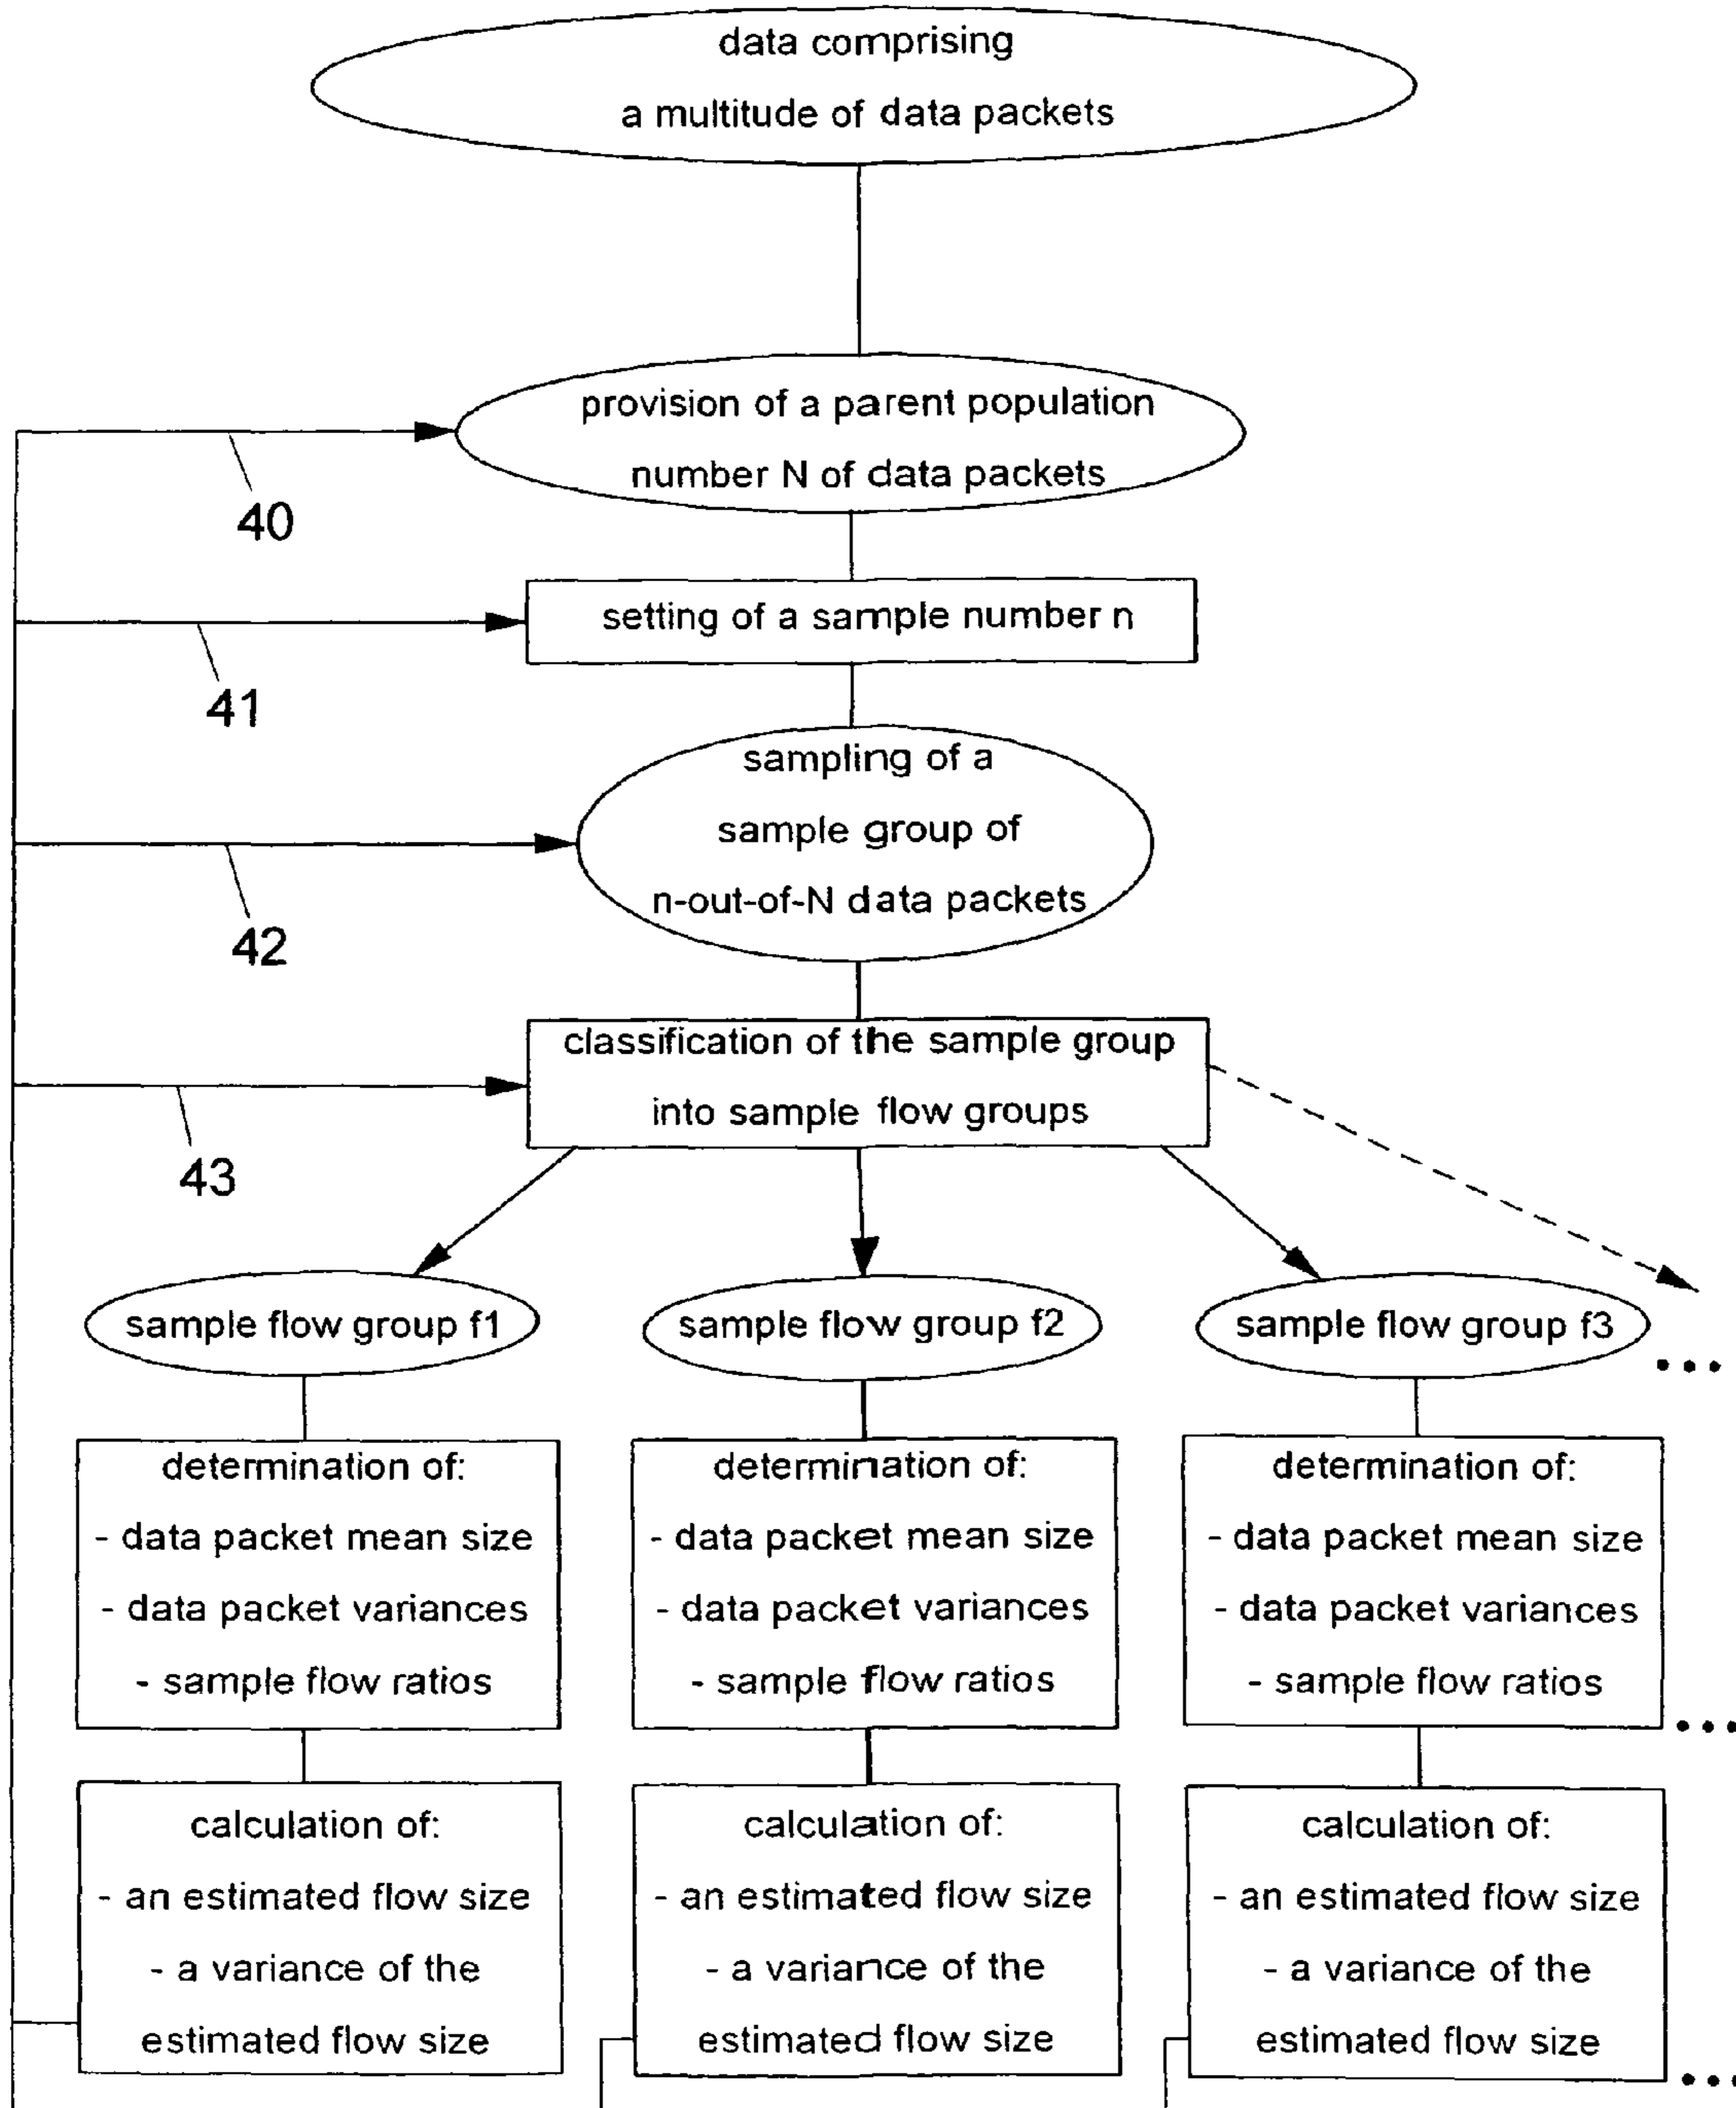 data comprising
a multitude of data packets
provision of a parent population
number N of data packets
40
setting of a sample number n
41
sampling of a
sample group of
n-out-of-N data packets
42
classification of the sample group
into sample flow groups
43
sample flow group f1
sample flow group f2
sample flow group f3
...
determination of:
- data packet mean size
- data packet variances
- sample flow ratios
determination of:
- data packet mean size
- data packet variances
- sample flow ratios
determination of:
- data packet mean size
- data packet variances
- sample flow ratios
...
calculation of:
- an estimated flow size
- a variance of the
estimated flow size
calculation of:
- an estimated flow size
- a variance of the
estimated flow size
calculation of:
- an estimated flow size
- a variance of the
estimated flow size
...